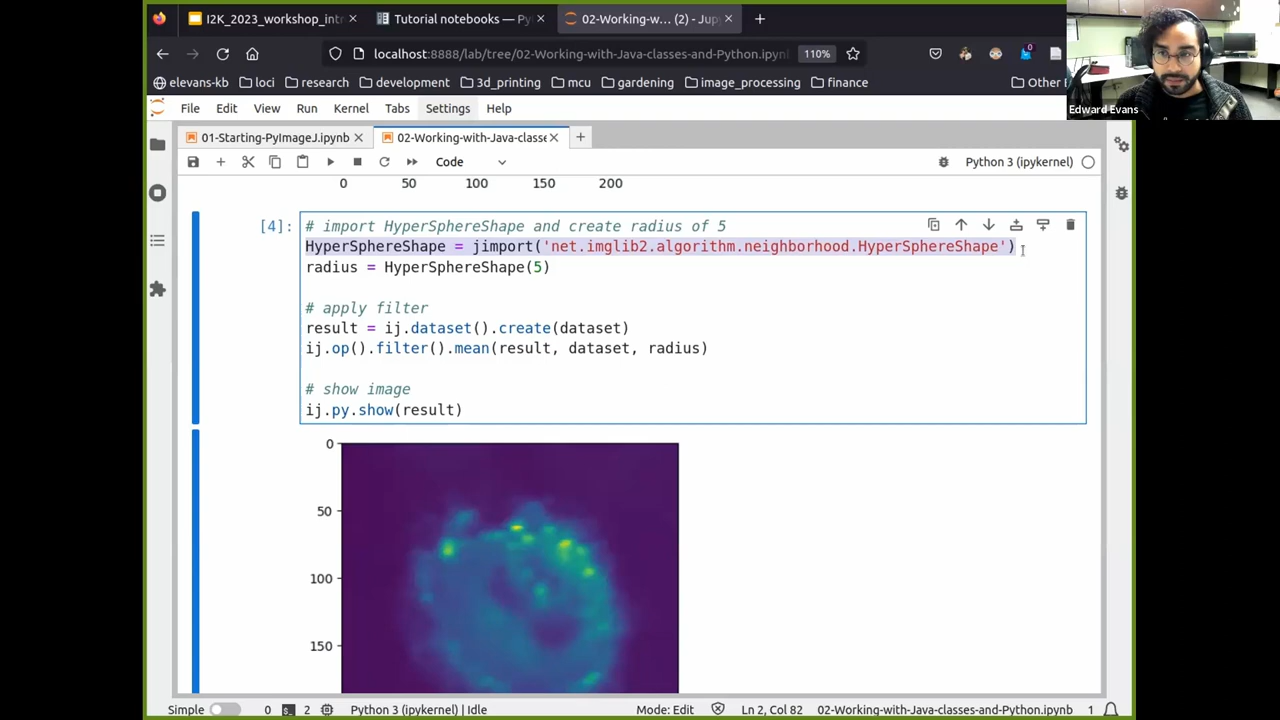 I2K_2023_workshop_intr
Tutorial notebooks — Py
02-Working-w… (2) - Jup
localhost:8888/lab/tree/02-Working-with-Java-classes-and-Python.ipynb
110%
0
elevans-kb
loci
research
dev
3d_printing
mcu
gardening
image_processing
finance
Other
Edward Evans
File Edit View Run Kernel Tabs Settings Help
01-Starting-PyImageJ.ipynb
02-Working-with-Java-classe
Code
Python 3 (ipykernel)
0 50 100 150 200
[4]:
# import HyperSphereShape and create radius of 5
HyperSphereShape = jimport('net.imglib2.algorithm.neighborhood.HyperSphereShape')
radius = HyperSphereShape(5)
# apply filter
result = ij.dataset().create(dataset)
ij.op().filter().mean(result, dataset, radius)
# show image
ij.py.show(result)
0
50
100
150
Simple 0 2 Python 3 (ipykernel) | Idle Mode: Edit Ln 2, Col 82 02-Working-with-Java-classes-and-Python.ipynb 1